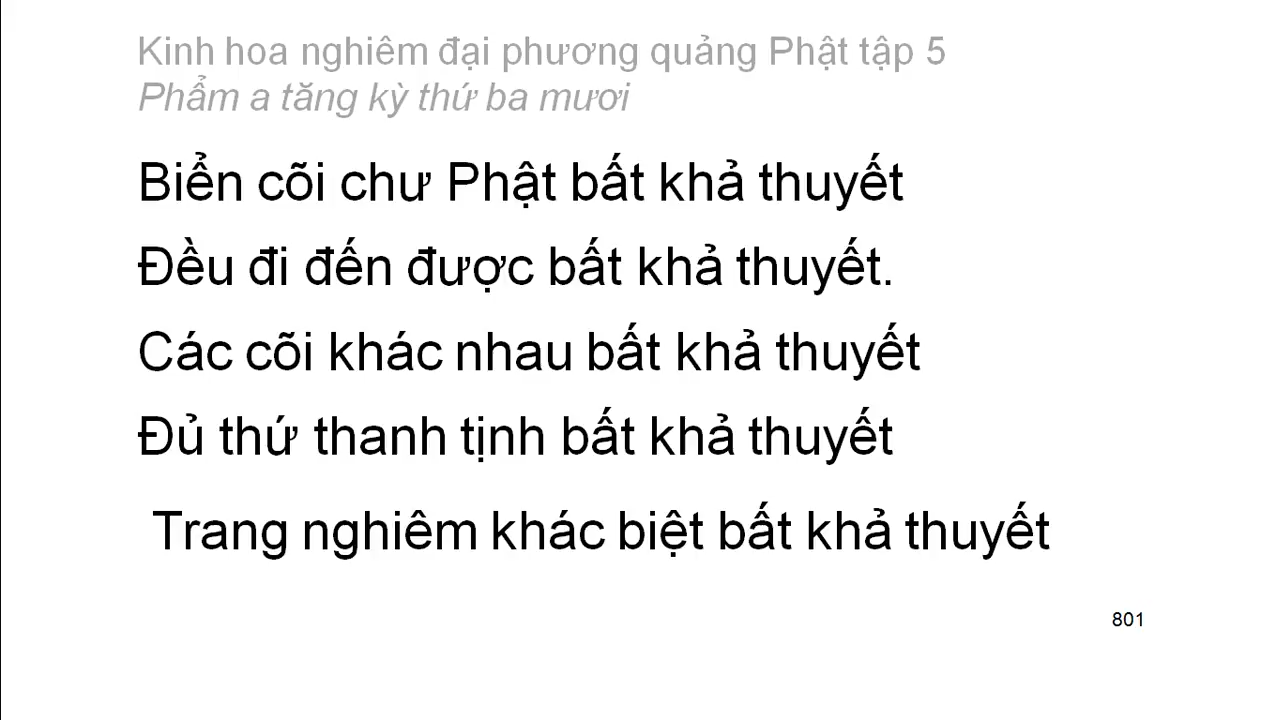 Kinh hoa nghiêm đại phương quảng Phật tập 5
Phẩm a tăng kỳ thứ ba mươi
Biển cõi chư Phật bất khả thuyết
Đều đi đến được bất khả thuyết.
Các cõi khác nhau bất khả thuyết
Đủ thứ thanh tịnh bất khả thuyết
Trang nghiêm khác biệt bất khả thuyết
801